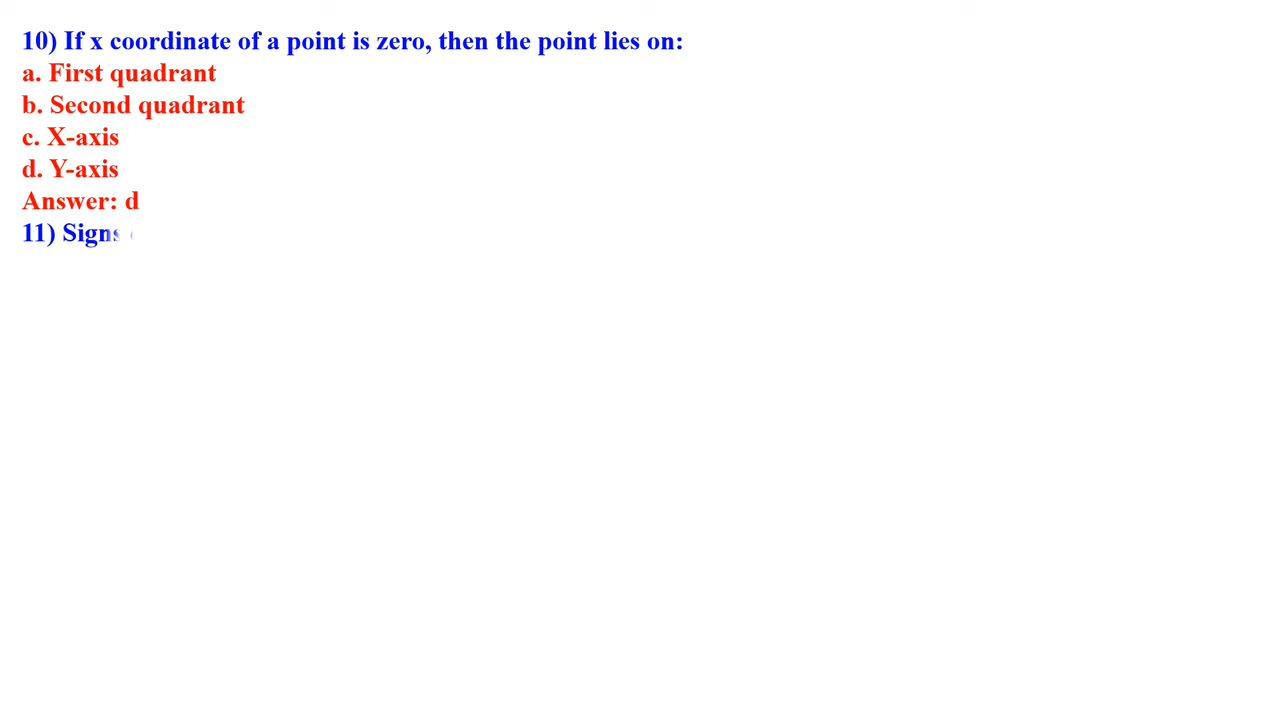 10) If x coordinate of a point is zero, then the point lies on:
a. First quadrant
b. Second quadrant
c. X-axis
d. Y-axis
Answer: d
11) Signs